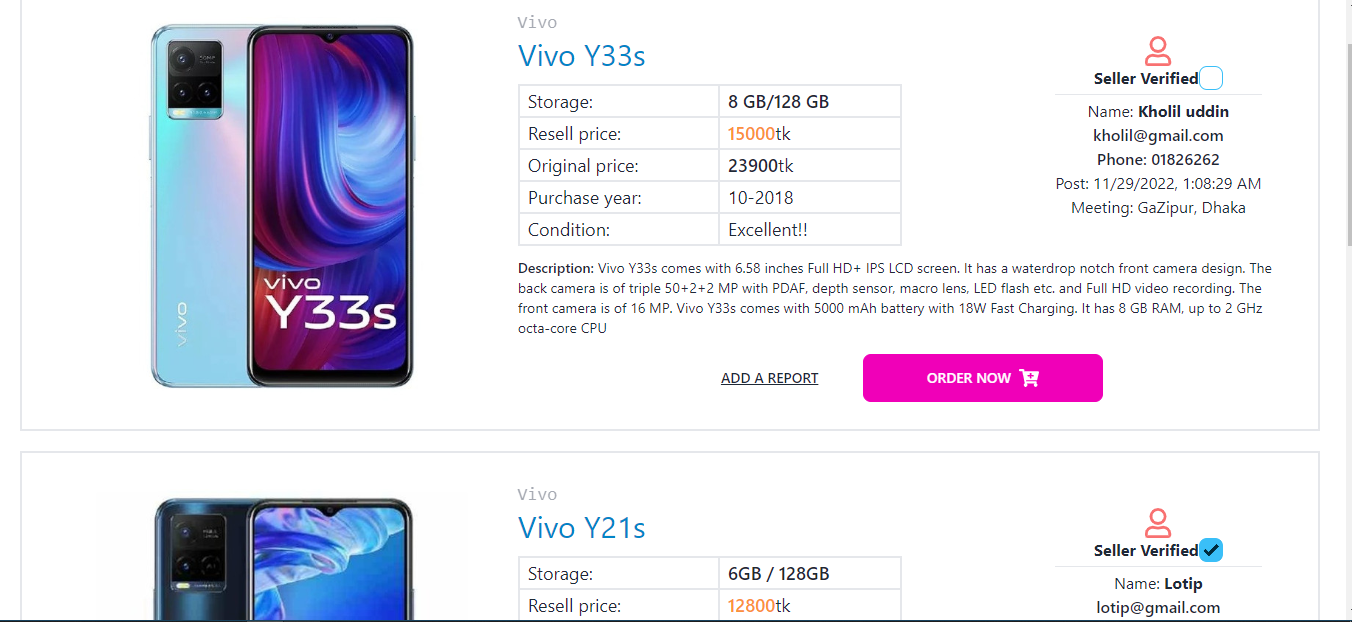 Vivo
Vivo Y33s
Storage: 8 GB/128 GB
Resell price: 15000tk
Original price: 23900tk
Purchase year: 10-2018
Condition: Excellent!!
Description: Vivo Y33s comes with 6.58 inches Full HD+ IPS LCD screen. It has a waterdrop notch front camera design. The
back camera is of triple 50+2+2 MP with PDAF, depth sensor, macro lens, LED flash etc. and Full HD video recording. The
front camera is of 16 MP. Vivo Y33s comes with 5000 mAh battery with 18W Fast Charging. It has 8 GB RAM, up to 2 GHz
octa-core CPU
ADD A REPORT
ORDER NOW
Seller Verified
Name: Kholil uddin
kholil@gmail.com
Phone: 01826262
Post: 11/29/2022, 1:08:29 AM
Meeting: GaZipur, Dhaka
vivo
vivo
Y33s
Vivo
Vivo Y21s
Storage: 6GB / 128GB
Resell price: 12800tk
Seller Verified
Name: Lotip
lotip@gmail.com